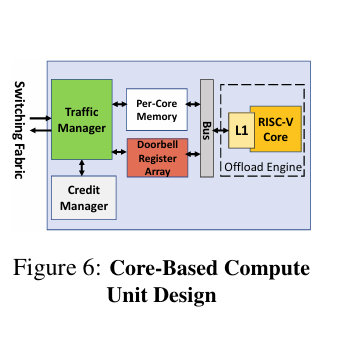 Switching Fabric
Traffic
Manager
Per-Core
Memory
Doorbell
Register
Array
Bus
L1
RISC-V
Core
Offload Engine
Credit
Manager
Figure 6: Core-Based Compute
Unit Design